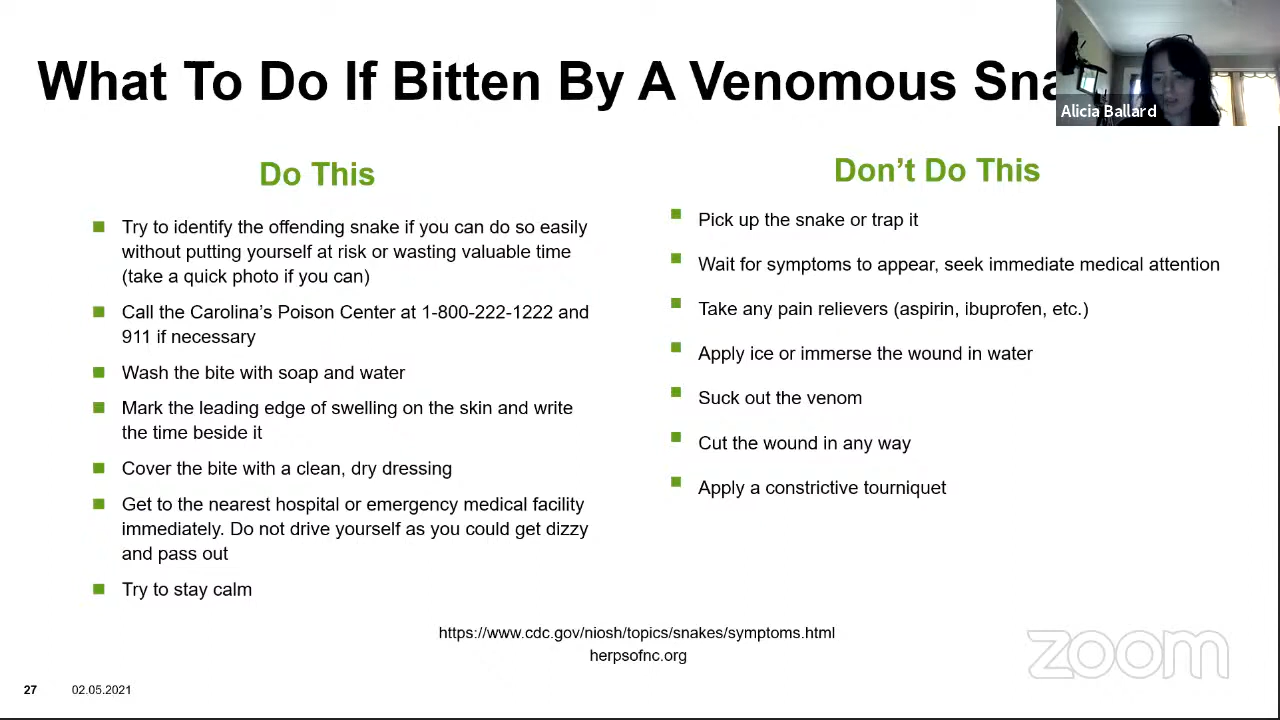 What To Do If Bitten By A Venomous Sna
Alicia Ballard
Do This
Try to identify the offending snake if you can do so easily
without putting yourself at risk or wasting valuable time
(take a quick photo if you can)
Call the Carolina's Poison Center at 1-800-222-1222 and
911 if necessary
Wash the bite with soap and water
Mark the leading edge of swelling on the skin and write
the time beside it
Cover the bite with a clean, dry dressing
Get to the nearest hospital or emergency medical facility
immediately. Do not drive yourself as you could get dizzy
and pass out
Try to stay calm
Don't Do This
Pick up the snake or trap it
Wait for symptoms to appear, seek immediate medical attention
Take any pain relievers (aspirin, ibuprofen, etc.)
Apply ice or immerse the wound in water
Suck out the venom
Cut the wound in any way
Apply a constrictive tourniquet
https://www.cdc.gov/niosh/topics/snakes/symptoms.html
herpsofnc.org
zoom
27 02.05.2021